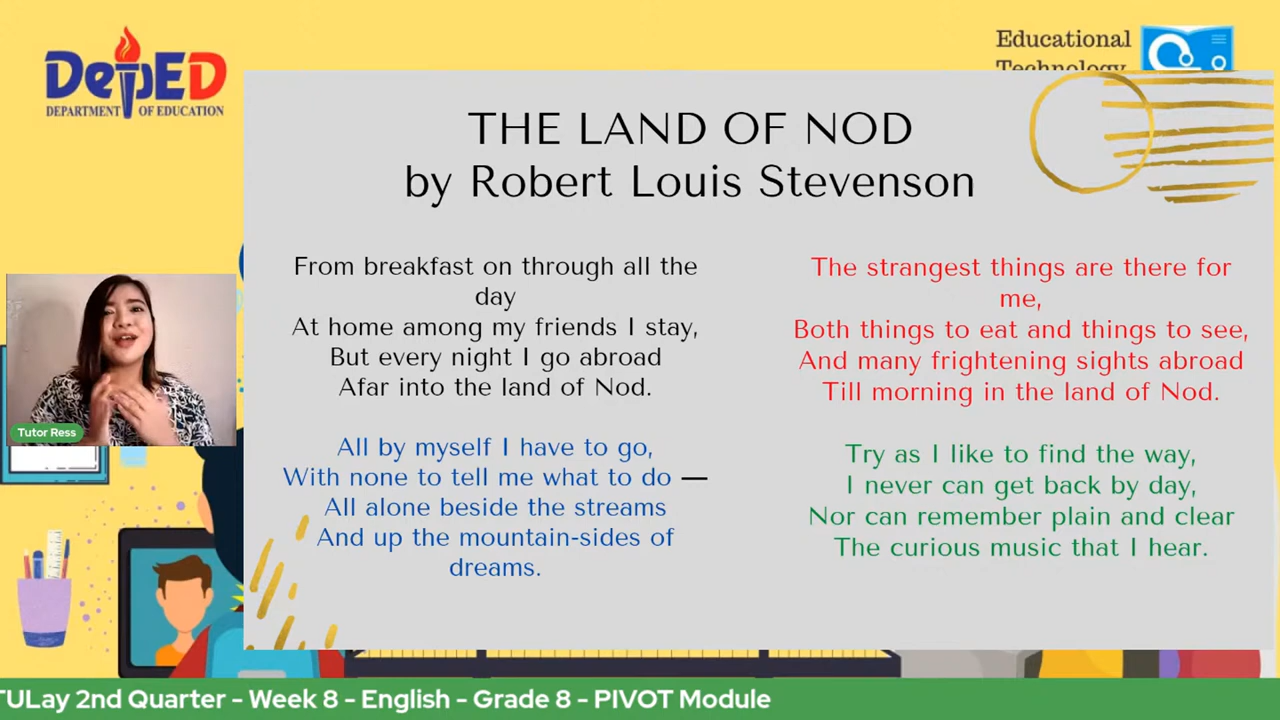 DepED
DEPARTMENT OF EDUCATION
Educational
Technology
THE LAND OF NOD
by Robert Louis Stevenson
From breakfast on through all the
day
At home among my friends I stay,
But every night I go abroad
Afar into the land of Nod.
All by myself I have to go,
With none to tell me what to do —
All alone beside the streams
And up the mountain-sides of
dreams.
The strangest things are there for
me,
Both things to eat and things to see,
And many frightening sights abroad
Till morning in the land of Nod.
Try as I like to find the way,
I never can get back by day,
Nor can remember plain and clear
The curious music that I hear.
Tutor Ress
TULay 2nd Quarter - Week 8 - English - Grade 8 - PIVOT Module